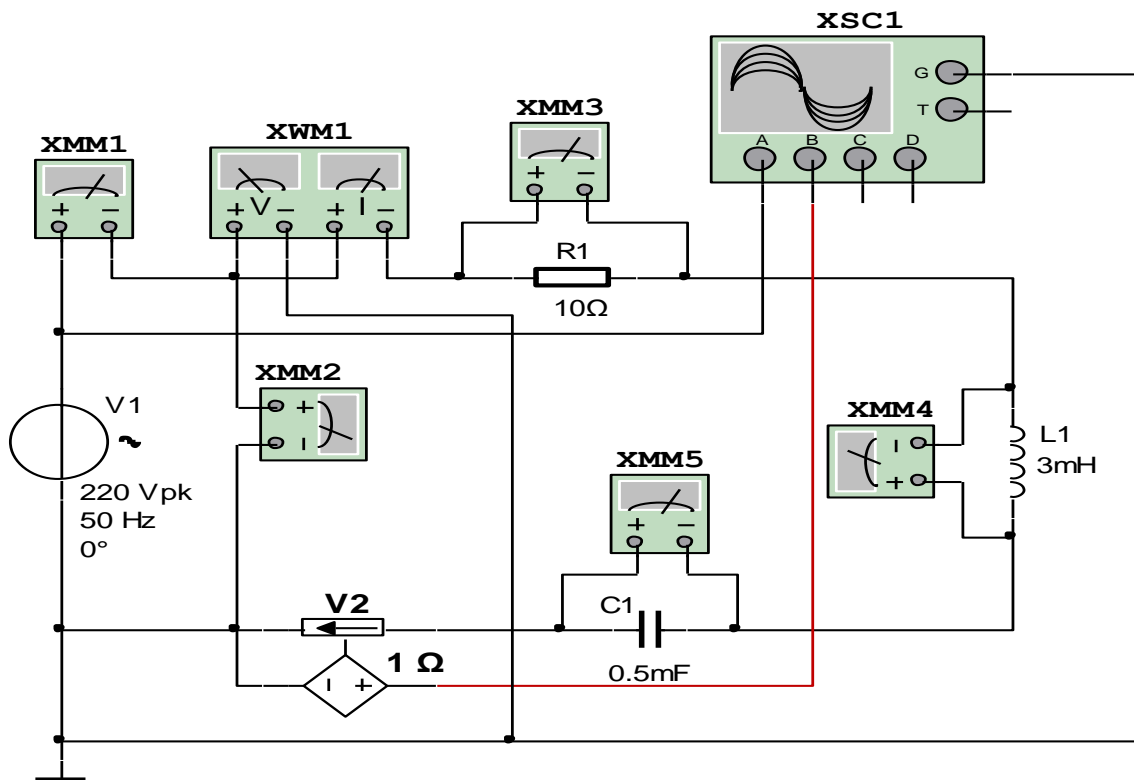 XSC1
G
T
A B C D
XMM1
XWM1
XMM3
+ −
+ V − + I −
+ −
R1
10Ω
XMM2
+
−
V1
220 Vpk
50 Hz
0°
XMM4
−
+
L1
3mH
XMM5
+ −
V2
C1
1 Ω
− +
0.5mF